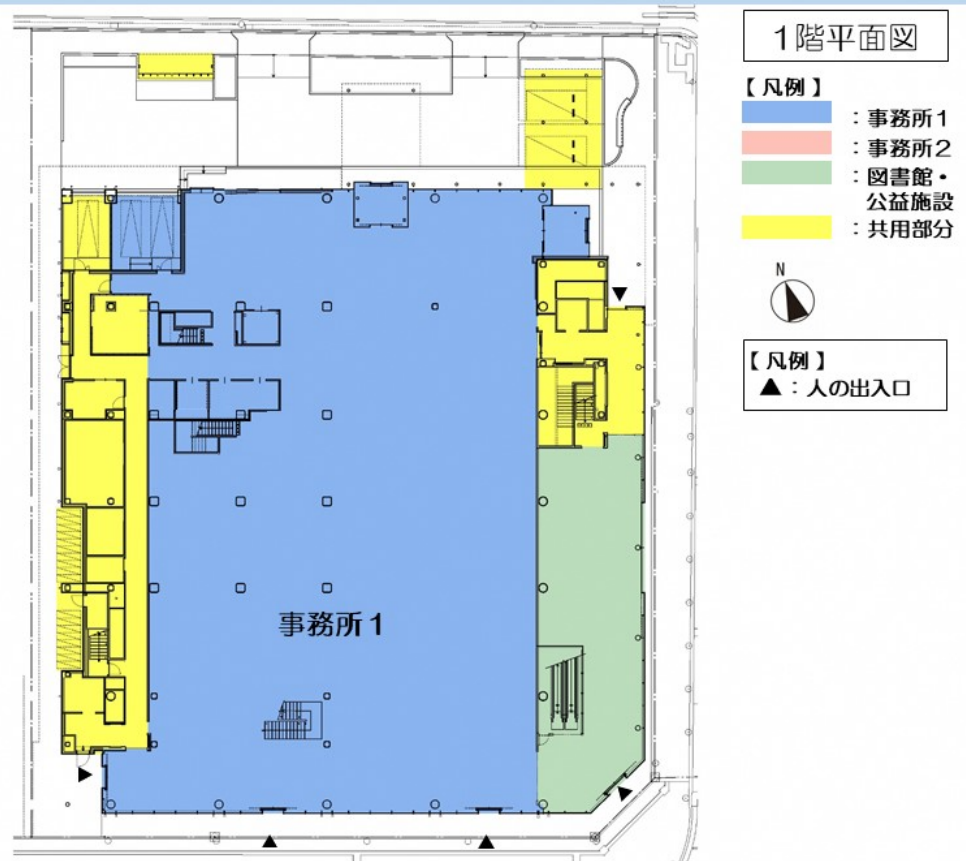 1階平面図
【凡例】
：事務所1
：事務所2
：図書館・
公益施設
：共用部分
N
【凡例】
▲：人の出入口
事務所1